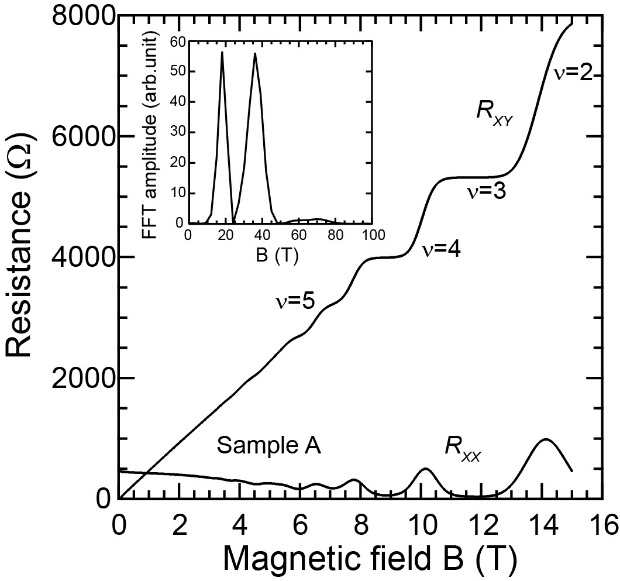 8000
6000
4000
2000
0
Resistance (Ω)
0 2 4 6 8 10 12 14 16
Magnetic field B (T)
60
50
40
30
20
10
0
FFT amplitude (arb.unit)
0 20 40 60 80 100
B (T)
ν=2
R_XY
ν=3
ν=4
ν=5
Sample A
R_XX